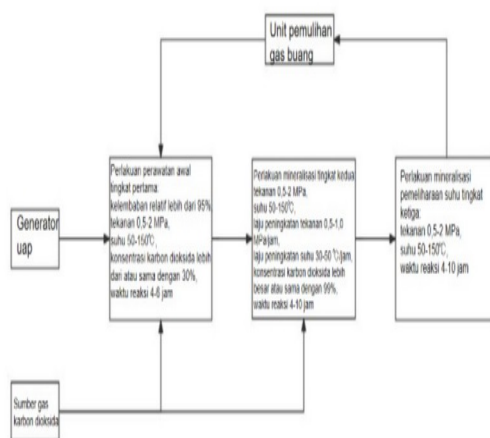 Unit pemulihan
gas buang
Generator
uap
Perlakuan perawatan awal
tingkat pertama:
kelembaban relatif lebih dari 95%,
tekanan 0,5-2 MPa,
suhu 50-150℃,
konsentrasi karbon dioksida lebih
dari atau sama dengan 30%,
waktu reaksi 4-6 jam
Perlakuan mineralisasi tingkat kedua:
tekanan 0,5-2 MPa,
suhu 50-150℃,
laju peningkatan tekanan 0,5-1,0
MPa/jam,
laju peningkatan suhu 30-50 ℃/jam,
konsentrasi karbon dioksida lebih
besar atau sama dengan 99%,
waktu reaksi 4-10 jam
Perlakuan mineralisasi
pemeliharaan suhu tingkat
ketiga:
tekanan 0,5-2 MPa,
suhu 50-150℃,
waktu reaksi 4-10 jam
Sumber gas
karbon dioksida